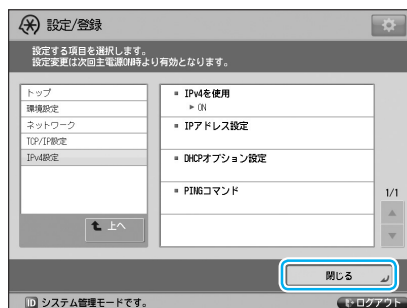 設定/登録
設定する項目を選択します。
設定変更は次回主電源ON時より有効となります。
トップ
環境設定
ネットワーク
TCP/IP設定
IPv4設定
上へ
IPv4を使用
► ON
IPアドレス設定
DHCPオプション設定
PINGコマンド
1/1
閉じる
ID システム管理モードです。
ログアウト